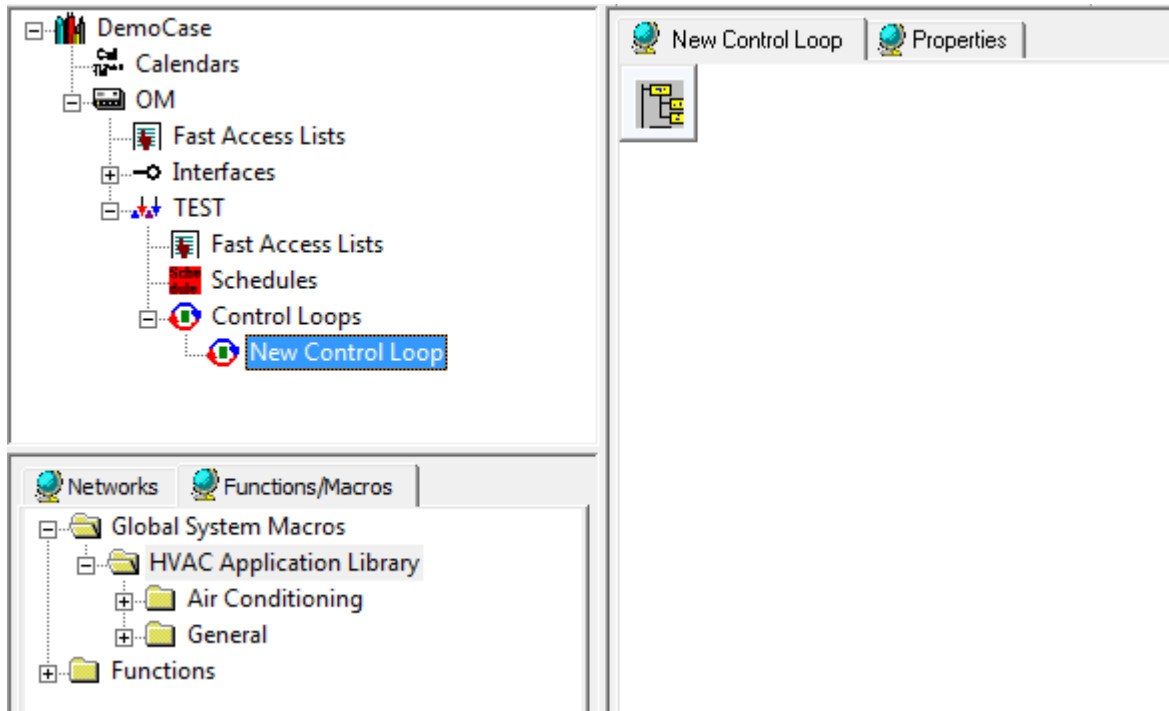 DemoCase
Calendars
OM
Fast Access Lists
Interfaces
TEST
Fast Access Lists
Schedules
Control Loops
New Control Loop
New Control Loop
Properties
Networks
Functions/Macros
Global System Macros
HVAC Application Library
Air Conditioning
General
Functions